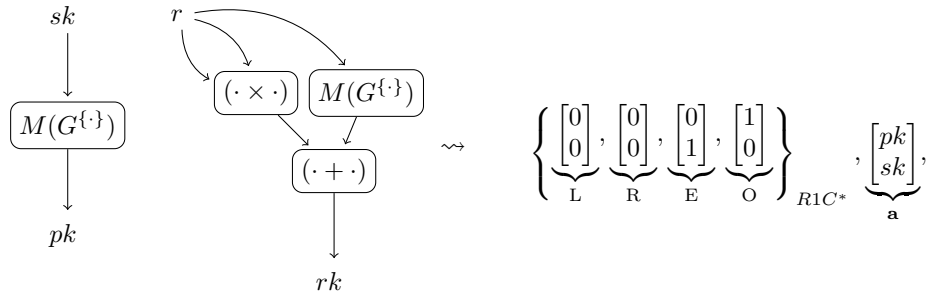 sk
r
(· × ·)
M(G^{·})
M(G^{·})
(· + ·)
pk
rk
⇝
{ [0 0], [0 0], [0 1], [1 0] }_{R1C*}, [pk sk],
L R E O a